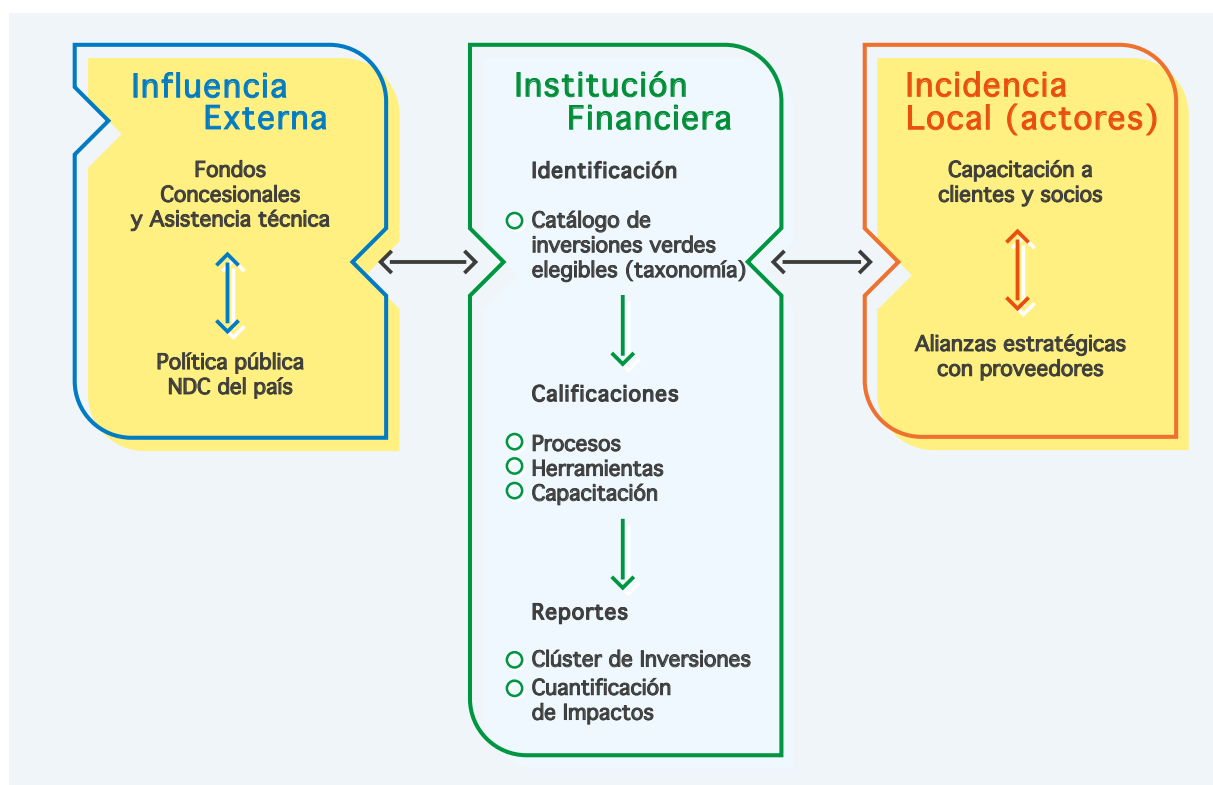 Influencia
Externa
Fondos
Concesionales
y Asistencia técnica
Política pública
NDC del país
Institución
Financiera
Identificación
Catálogo de
inversiones verdes
elegibles (taxonomía)
Calificaciones
Procesos
Herramientas
Capacitación
Reportes
Clúster de Inversiones
Cuantificación
de Impactos
Incidencia
Local (actores)
Capacitación a
clientes y socios
Alianzas estratégicas
con proveedores